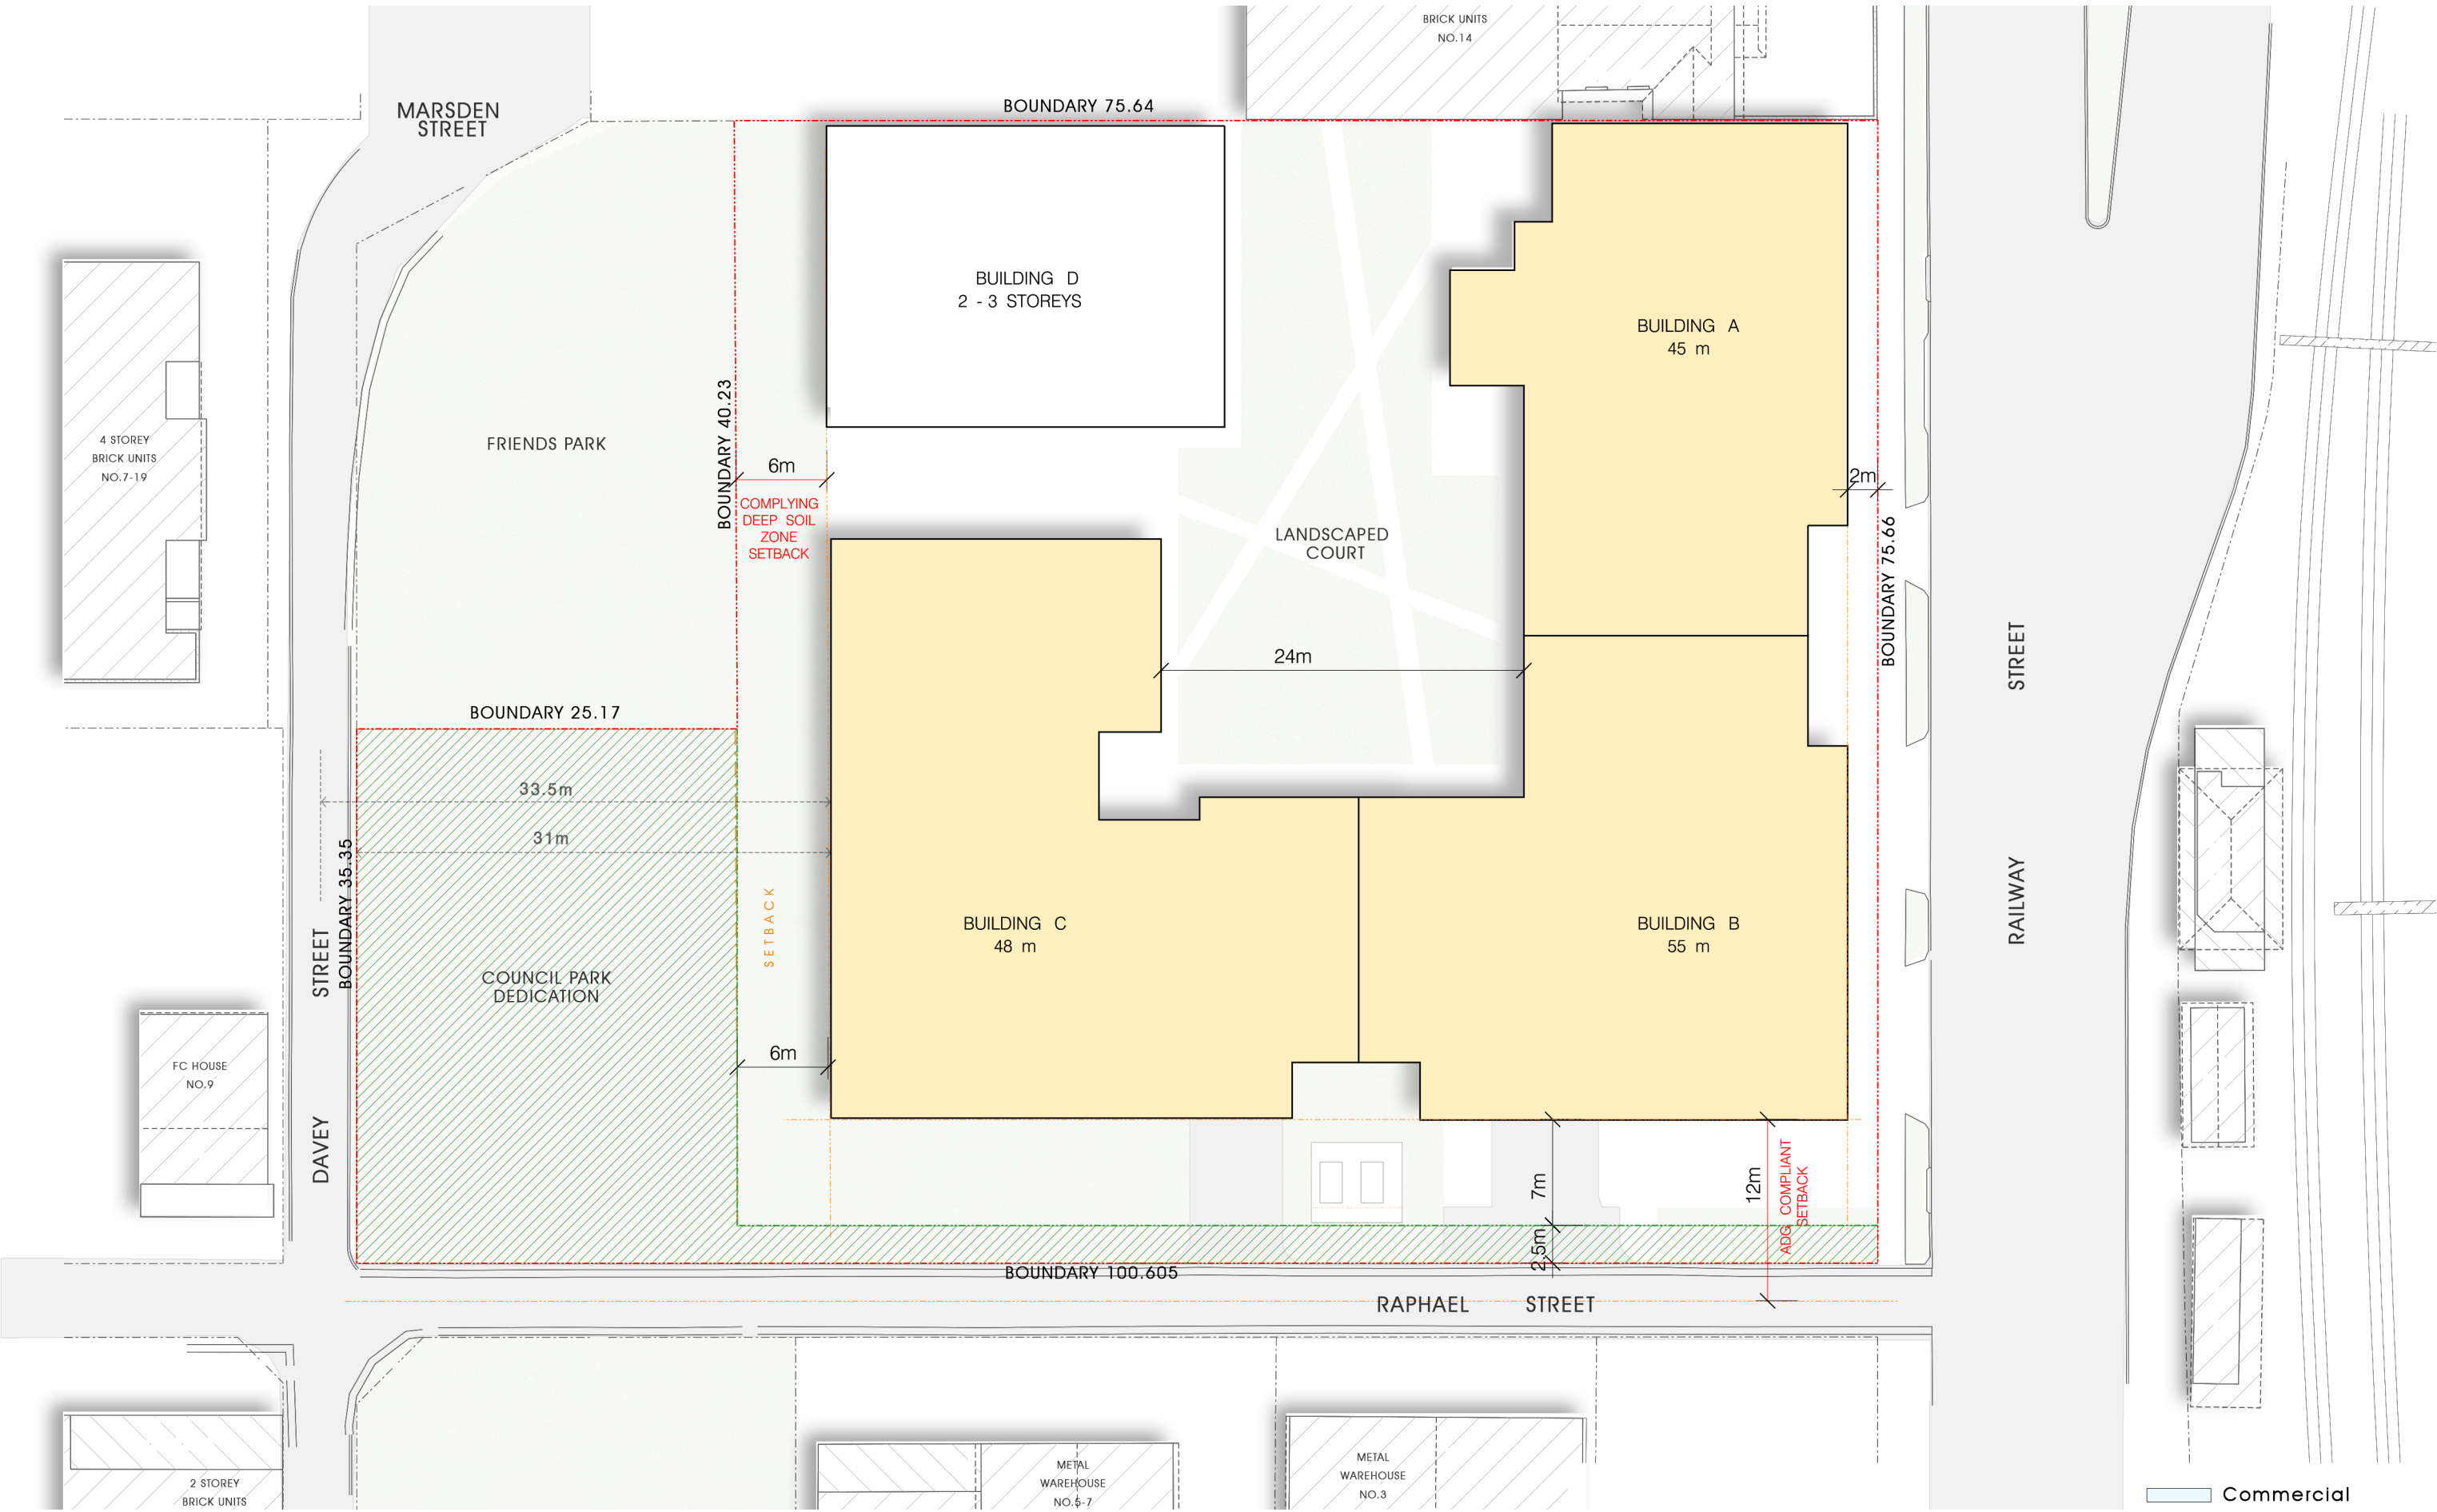 BRICK UNITS
NO.14
BOUNDARY 75.64
MARSDEN
STREET
BUILDING D
2 - 3 STOREYS
BUILDING A
45 m
4 STOREY
BRICK UNITS
NO.7-19
FRIENDS PARK
BOUNDARY 40.23
6m
COMPLYING
DEEP SOIL
ZONE
SETBACK
2m
BOUNDARY 75.66
LANDSCAPED
COURT
24m
STREET
RAILWAY
BOUNDARY 25.17
33.5m
31m
BOUNDARY 35.35
SETBACK
BUILDING C
48 m
BUILDING B
55 m
COUNCIL PARK
DEDICATION
STREET
DAVEY
6m
FC HOUSE
NO.9
7m
2.5m
12m
ADG COMPLIANT
SETBACK
BOUNDARY 100.605
RAPHAEL STREET
2 STOREY
BRICK UNITS
METAL
WAREHOUSE
NO.5-7
METAL
WAREHOUSE
NO.3
Commercial